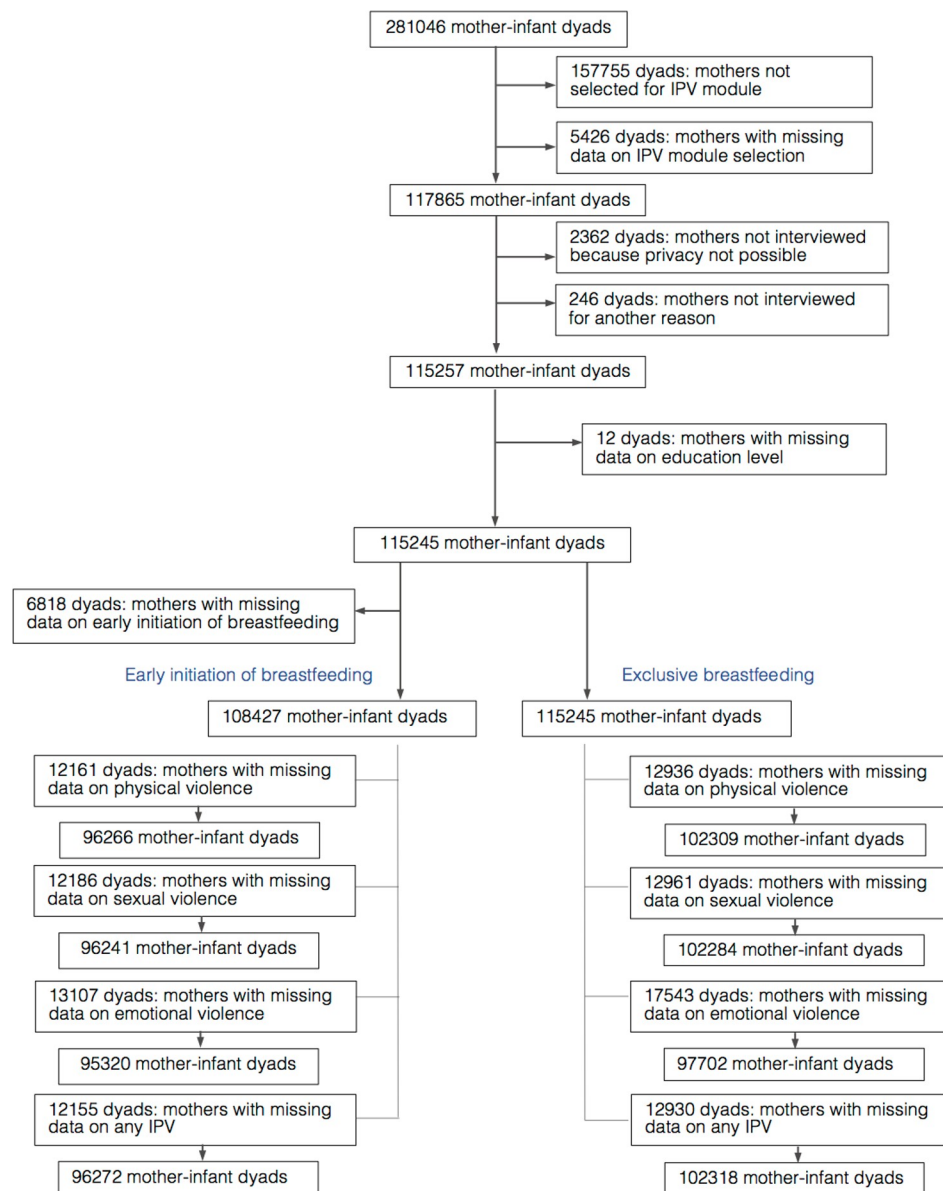 281046 mother-infant dyads
157755 dyads: mothers not
selected for IPV module
5426 dyads: mothers with missing
data on IPV module selection
117865 mother-infant dyads
2362 dyads: mothers not interviewed
because privacy not possible
246 dyads: mothers not interviewed
for another reason
115257 mother-infant dyads
12 dyads: mothers with missing
data on education level
115245 mother-infant dyads
6818 dyads: mothers with missing
data on early initiation of breastfeeding
Early initiation of breastfeeding
108427 mother-infant dyads
12161 dyads: mothers with missing
data on physical violence
96266 mother-infant dyads
12186 dyads: mothers with missing
data on sexual violence
96241 mother-infant dyads
13107 dyads: mothers with missing
data on emotional violence
95320 mother-infant dyads
12155 dyads: mothers with missing
data on any IPV
96272 mother-infant dyads
Exclusive breastfeeding
115245 mother-infant dyads
12936 dyads: mothers with missing
data on physical violence
102309 mother-infant dyads
12961 dyads: mothers with missing
data on sexual violence
102284 mother-infant dyads
17543 dyads: mothers with missing
data on emotional violence
97702 mother-infant dyads
12930 dyads: mothers with missing
data on any IPV
102318 mother-infant dyads